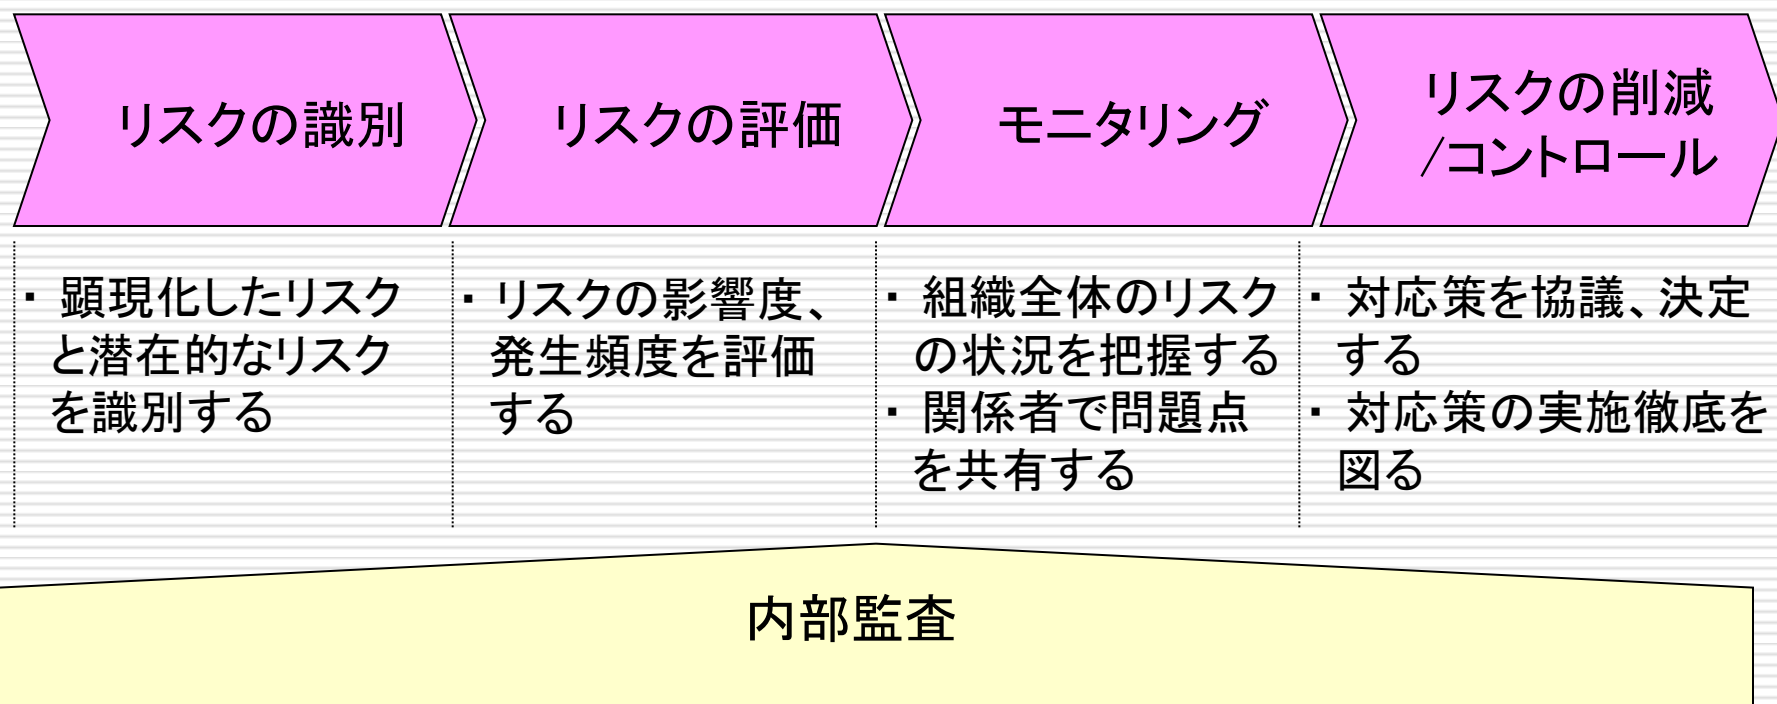 リスクの識別
リスクの評価
モニタリング
リスクの削減
/コントロール
・ 顕現化したリスク
と潜在的なリスク
を識別する
・ リスクの影響度、
発生頻度を評価
する
・ 組織全体のリスク
の状況を把握する
・ 関係者で問題点
を共有する
・ 対応策を協議、決定
する
・ 対応策の実施徹底を
図る
内部監査